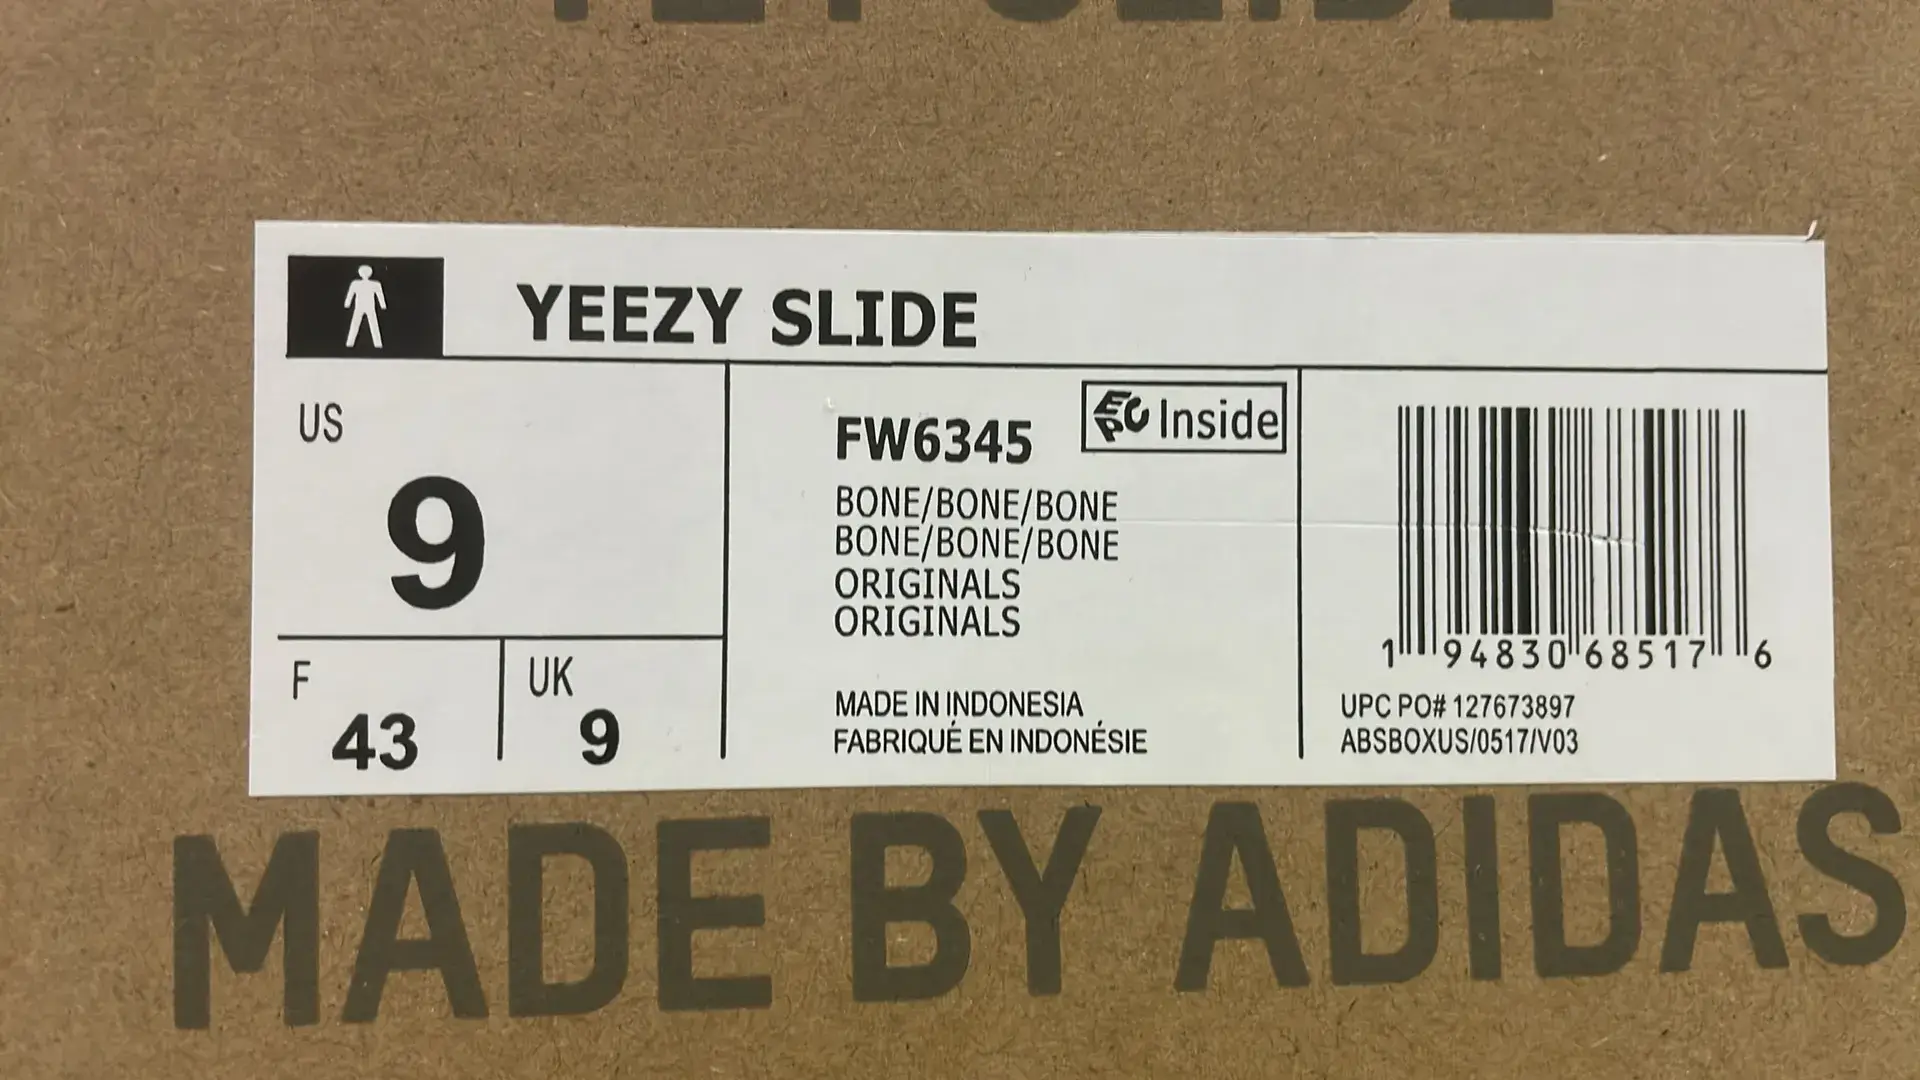 YEEZY SLIDE
US
9
F
43
UK
9
FW6345
EPC Inside
BONE/BONE/BONE
BONE/BONE/BONE
ORIGINALS
ORIGINALS
MADE IN INDONESIA
FABRIQUÉ EN INDONÉSIE
1 94830 68517 6
UPC PO# 127673897
ABSBOXUS/0517/V03
MADE BY ADIDAS